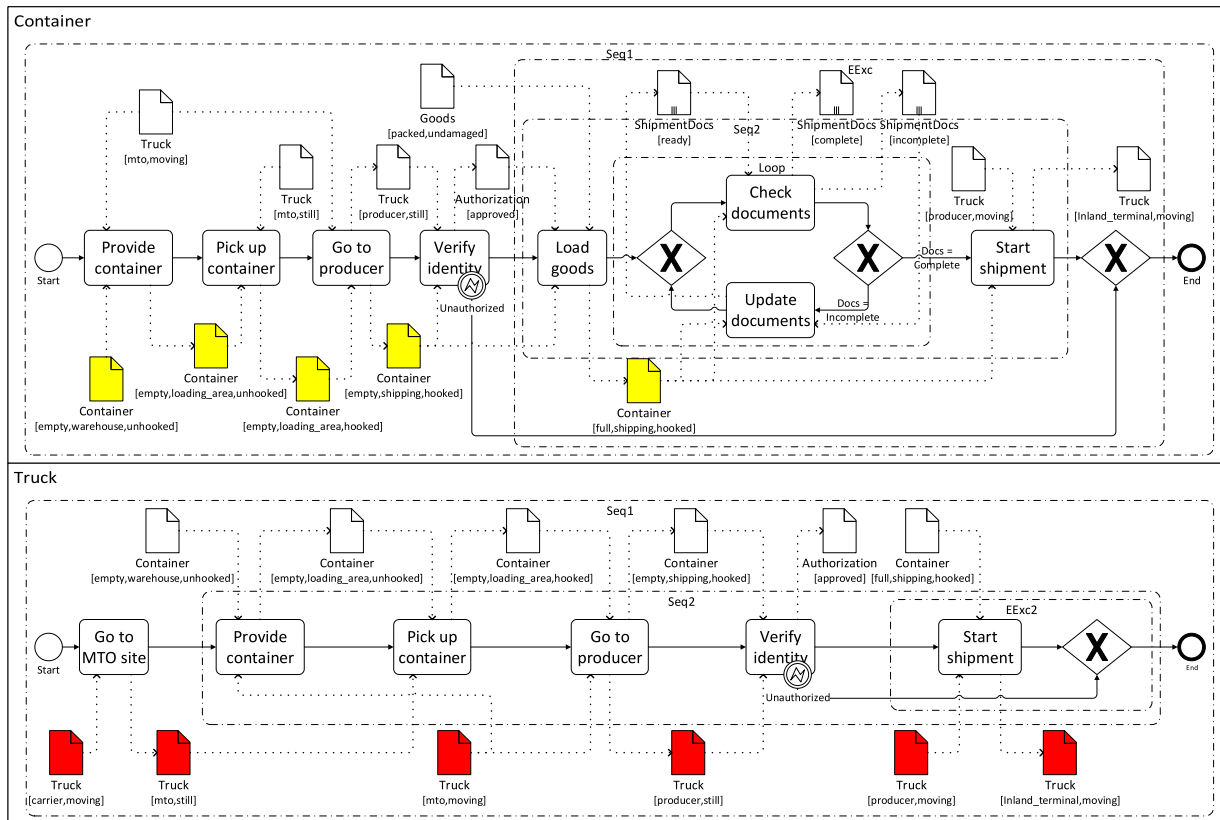 Container
Seq1
EExc
Goods
[packed,undamaged]
ShipmentDocs
[ready]
Seq2
ShipmentDocs
[complete]
ShipmentDocs
[incomplete]
Truck
[mto,moving]
Truck
[mto,still]
Truck
[producer,still]
Authorization
[approved]
Loop
Truck
[producer,moving]
Truck
[Inland_terminal,moving]
Start
Provide
container
Pick up
container
Go to
producer
Verify
identity
Unauthorized
Load
goods
X
Check
documents
X
Docs =
Complete
Update
documents
Docs =
Incomplete
Start
shipment
X
End
Container
[empty,warehouse,unhooked]
Container
[empty,loading_area,unhooked]
Container
[empty,loading_area,hooked]
Container
[empty,shipping,hooked]
Container
[full,shipping,hooked]
Truck
Seq1
Container
[empty,warehouse,unhooked]
Container
[empty,loading_area,unhooked]
Container
[empty,loading_area,hooked]
Container
[empty,shipping,hooked]
Authorization
[approved]
Container
[full,shipping,hooked]
Seq2
EExc2
Start
Go to
MTO site
Provide
container
Pick up
container
Go to
producer
Verify
identity
Unauthorized
Start
shipment
X
End
Truck
[carrier,moving]
Truck
[mto,still]
Truck
[mto,moving]
Truck
[producer,still]
Truck
[producer,moving]
Truck
[Inland_terminal,moving]